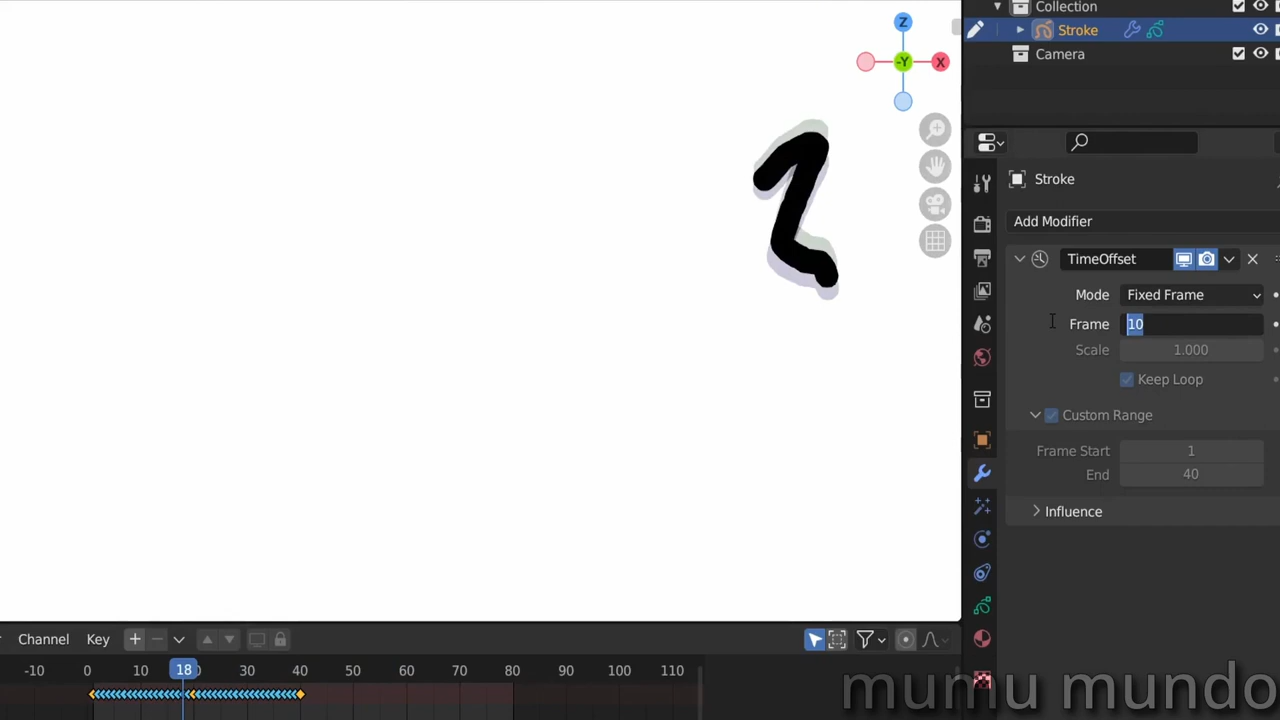 Collection
Stroke
Camera
Z
-Y
X
Stroke
Add Modifier
TimeOffset
Mode Fixed Frame
Frame 10
Scale 1.000
Keep Loop
Custom Range
Frame Start 1
End 40
Influence
Channel Key
-10 0 10 18 30 40 50 60 70 80 90 100 110
mumu mundo